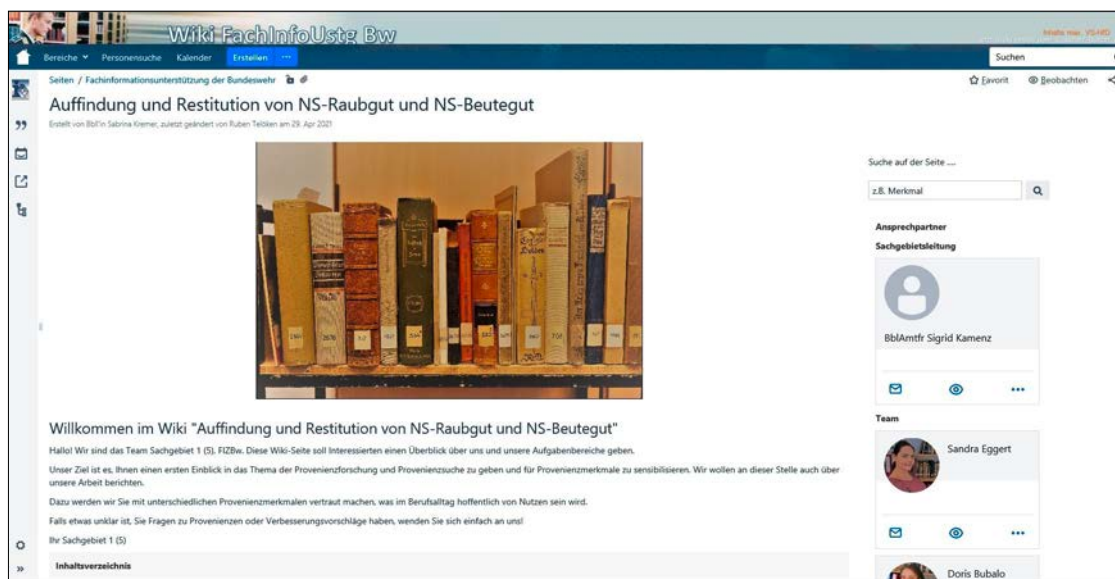 Wiki FachInfoUstg Bw
Bereiche Personensuche Kalender Erstellen ...
Suchen
Seiten / Fachinformationsunterstützung der Bundeswehr
Favorit Beobachten
Auffindung und Restitution von NS-Raubgut und NS-Beutegut
Erstellt von Bbl'in Sabrina Kremer, zuletzt geändert von Ruben Telöken am 29. Apr 2021
Suche auf der Seite ....
z.B. Merkmal
Ansprechpartner
Sachgebietsleitung
BblAmtfr Sigrid Kamenz
Team
Sandra Eggert
Doris Bubalo
Willkommen im Wiki "Auffindung und Restitution von NS-Raubgut und NS-Beutegut"
Hallo! Wir sind das Team Sachgebiet 1 (5). FIZBw. Diese Wiki-Seite soll Interessierten einen Überblick über uns und unsere Aufgabenbereiche geben.
Unser Ziel ist es, Ihnen einen ersten Einblick in das Thema der Provenienzforschung und Provenienzsuche zu geben und für Provenienzmerkmale zu sensibilisieren. Wir wollen an dieser Stelle auch über
unsere Arbeit berichten.
Dazu werden wir Sie mit unterschiedlichen Provenienzmerkmalen vertraut machen, was im Berufsalltag hoffentlich von Nutzen sein wird.
Falls etwas unklar ist, Sie Fragen zu Provenienzen oder Verbesserungsvorschläge haben, wenden Sie sich einfach an uns!
Ihr Sachgebiet 1 (5)
Inhaltsverzeichnis